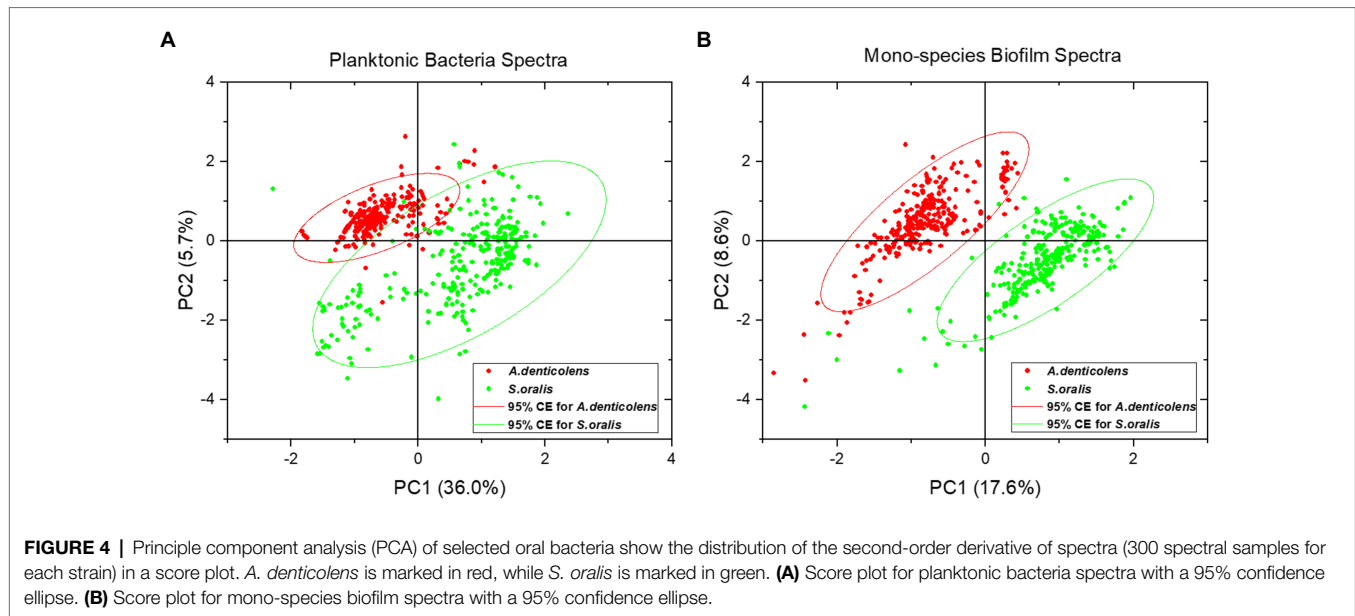 A
Planktonic Bacteria Spectra
4
2
0
-2
-4
PC2 (5.7%)
-2
0
2
4
PC1 (36.0%)
A.denticolens
S.oralis
95% CE for A.denticolens
95% CE for S.oralis
B
Mono-species Biofilm Spectra
4
2
0
-2
-4
PC2 (8.6%)
-2
0
2
PC1 (17.6%)
A.denticolens
S.oralis
95% CE for A.denticolens
95% CE for S.oralis
FIGURE 4 | Principle component analysis (PCA) of selected oral bacteria show the distribution of the second-order derivative of spectra (300 spectral samples for
each strain) in a score plot. A. denticolens is marked in red, while S. oralis is marked in green. (A) Score plot for planktonic bacteria spectra with a 95% confidence
ellipse. (B) Score plot for mono-species biofilm spectra with a 95% confidence ellipse.